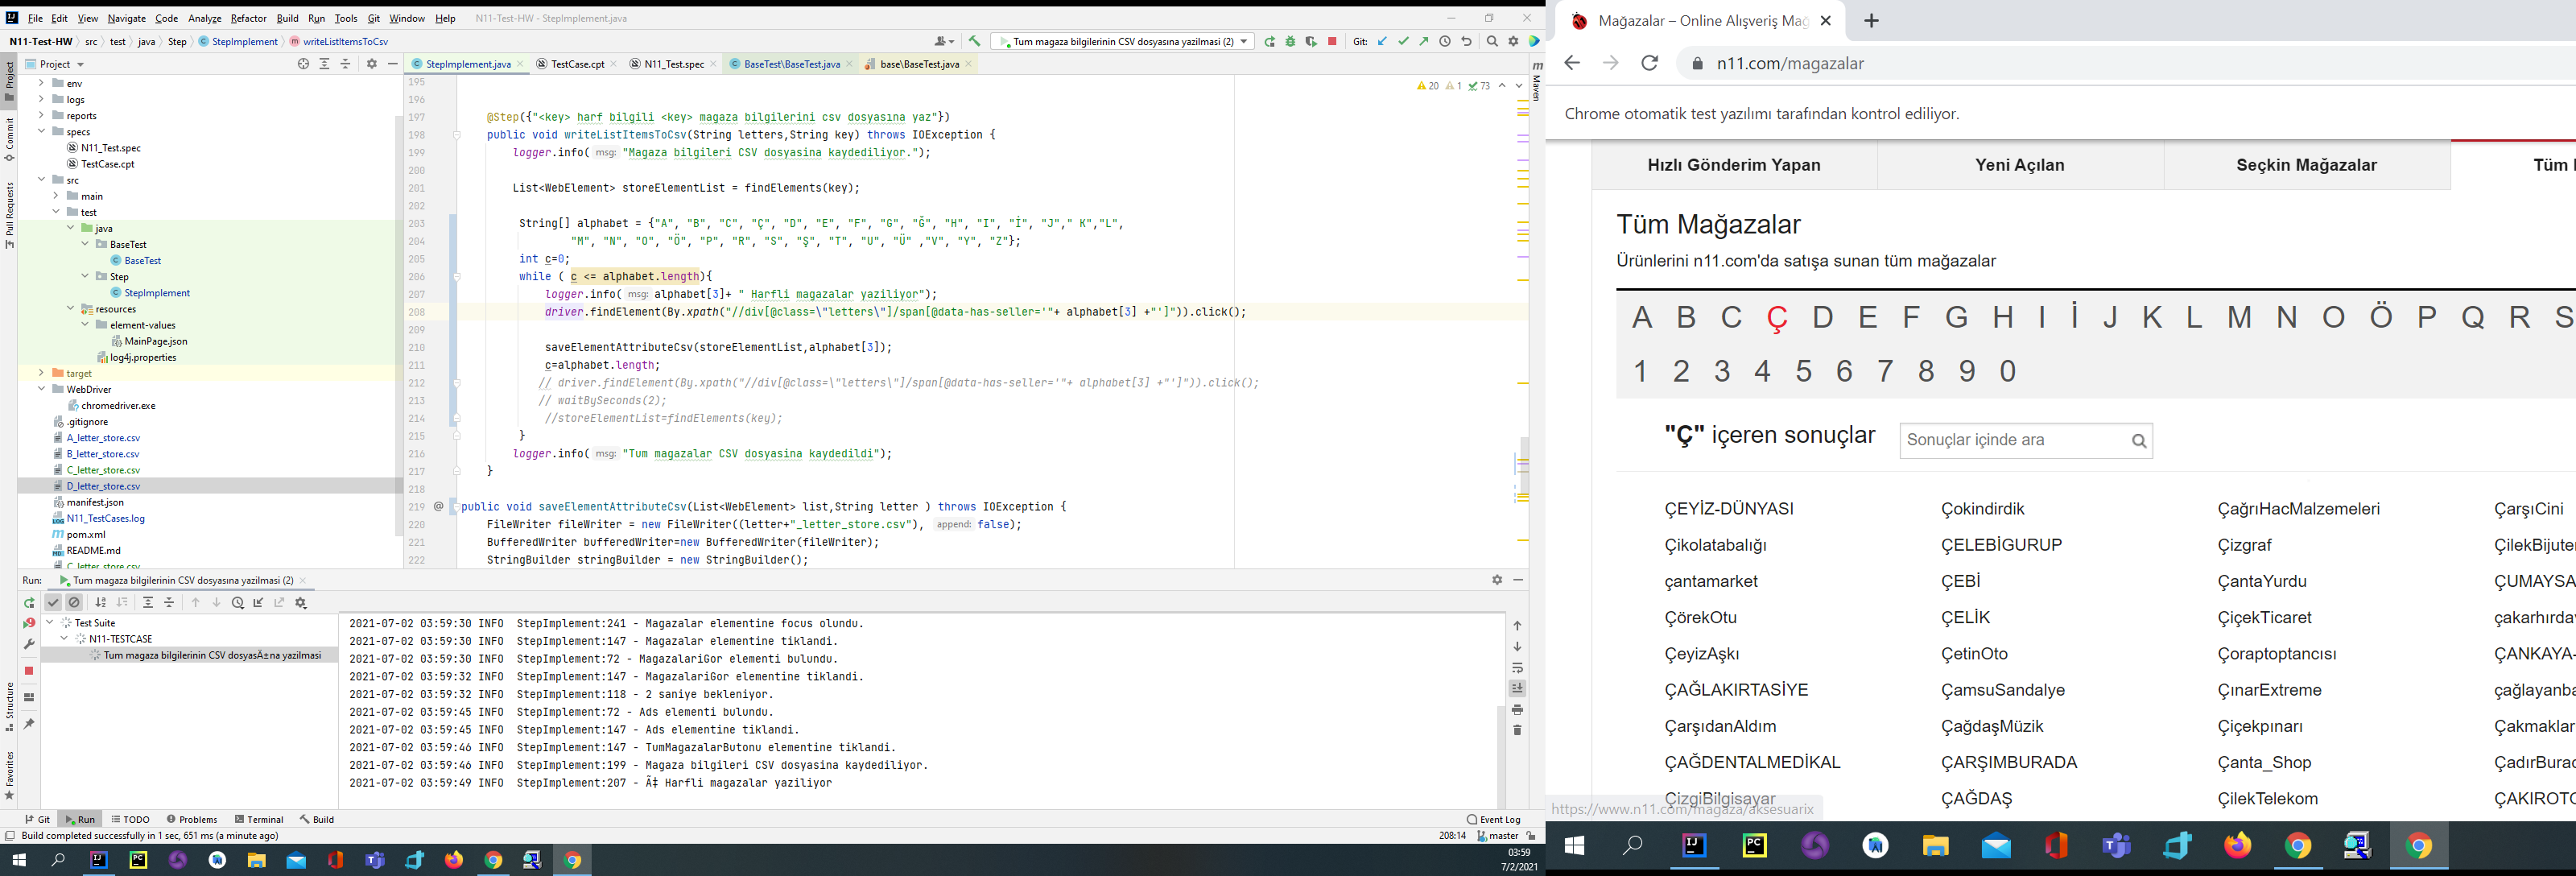 File Edit View Navigate Code Analyze Refactor Build Run Tools Git Window Help N11-Test-HW - StepImplement.java
N11-Test-HW src test java Step StepImplement writeListItemsToCsv
Tum magaza bilgilerinin CSV dosyasina yazilmasi (2) Git:
Project
StepImplement.java TestCase.cpt N11_Test.spec BaseTest\BaseTest.java base\BaseTest.java
env
logs
reports
specs
N11_Test.spec
TestCase.cpt
src
main
test
java
BaseTest
BaseTest
Step
StepImplement
resources
element-values
MainPage.json
log4j.properties
target
WebDriver
chromedriver.exe
.gitignore
A_letter_store.csv
B_letter_store.csv
C_letter_store.csv
D_letter_store.csv
manifest.json
N11_TestCases.log
pom.xml
README.md
Ç_letter_store.csv
Project
Commit
Pull Requests
Structure
Favorites
Maven
20 1 73
195
196
197 @Step({"<key> harf bilgili <key> magaza bilgilerini csv dosyasına yaz"})
198 public void writeListItemsToCsv(String letters,String key) throws IOException {
199 logger.info( msg: "Magaza bilgileri CSV dosyasina kaydediliyor.");
200
201 List<WebElement> storeElementList = findElements(key);
202
203 String[] alphabet = {"A", "B", "C", "Ç", "D", "E", "F", "G", "Ğ", "H", "I", "İ", "J"," K","L",
204 "M", "N", "O", "Ö", "P", "R", "S", "Ş", "T", "U", "Ü" ,"V", "Y", "Z"};
205 int c=0;
206 while ( c <= alphabet.length){
207 logger.info( msg: alphabet[3]+ " Harfli magazalar yaziliyor");
208 driver.findElement(By.xpath("//div[@class=\"letters\"]/span[@data-has-seller='"+ alphabet[3] +"']")).click();
209
210 saveElementAttributeCsv(storeElementList,alphabet[3]);
211 c=alphabet.length;
212 // driver.findElement(By.xpath("//div[@class=\"letters\"]/span[@data-has-seller='"+ alphabet[3] +"']")).click();
213 // waitBySeconds(2);
214 //storeElementList=findElements(key);
215 }
216 logger.info( msg: "Tum magazalar CSV dosyasina kaydedildi");
217 }
218
219 @ public void saveElementAttributeCsv(List<WebElement> list,String letter ) throws IOException {
220 FileWriter fileWriter = new FileWriter((letter+"_letter_store.csv"), append: false);
221 BufferedWriter bufferedWriter=new BufferedWriter(fileWriter);
222 StringBuilder stringBuilder = new StringBuilder();
Run: Tum magaza bilgilerinin CSV dosyasına yazilmasi (2)
Test Suite
N11-TESTCASE
Tum magaza bilgilerinin CSV dosyasÄ±na yazilmasi
2021-07-02 03:59:30 INFO StepImplement:241 - Magazalar elementine focus olundu.
2021-07-02 03:59:30 INFO StepImplement:147 - Magazalar elementine tiklandi.
2021-07-02 03:59:30 INFO StepImplement:72 - MagazalariGor elementi bulundu.
2021-07-02 03:59:32 INFO StepImplement:147 - MagazalariGor elementine tiklandi.
2021-07-02 03:59:32 INFO StepImplement:118 - 2 saniye bekleniyor.
2021-07-02 03:59:45 INFO StepImplement:72 - Ads elementi bulundu.
2021-07-02 03:59:45 INFO StepImplement:147 - Ads elementine tiklandi.
2021-07-02 03:59:46 INFO StepImplement:147 - TumMagazalarButonu elementine tiklandi.
2021-07-02 03:59:46 INFO StepImplement:199 - Magaza bilgileri CSV dosyasina kaydediliyor.
2021-07-02 03:59:49 INFO StepImplement:207 - Ã‡ Harfli magazalar yaziliyor
Git Run TODO Problems Terminal Build Event Log
Build completed successfully in 1 sec, 651 ms (a minute ago) 208:14 master
03:59
7/2/2021
Mağazalar – Online Alışveriş Mağ
n11.com/magazalar
Chrome otomatik test yazılımı tarafından kontrol ediliyor.
Hızlı Gönderim Yapan Yeni Açılan Seçkin Mağazalar Tüm
Tüm Mağazalar
Ürünlerini n11.com'da satışa sunan tüm mağazalar
A B C Ç D E F G H I İ J K L M N O Ö P Q R S
1 2 3 4 5 6 7 8 9 0
"Ç" içeren sonuçlar Sonuçlar içinde ara
ÇEYİZ-DÜNYASI Çokindirdik ÇağrıHacMalzemeleri ÇarşıCini
Çikolatabalığı ÇELEBİGURUP Çizgraf ÇilekBijute
çantamarket ÇEBİ ÇantaYurdu ÇUMAYSA
ÇörekOtu ÇELİK ÇiçekTicaret çakarhırda
ÇeyizAşkı ÇetinOto Çoraptoptancısı ÇANKAYA-
ÇAĞLAKIRTASİYE ÇamsuSandalye ÇınarExtreme çağlayanba
ÇarşıdanAldım ÇağdaşMüzik Çiçekpınarı Çakmaklar
ÇAĞDENTALMEDİKAL ÇARŞIMBURADA Çanta_Shop ÇadırBurad
ÇizgiBilgisayar ÇAĞDAŞ ÇilekTelekom ÇAKIROTO
https://www.n11.com/magaza/aksesuarix